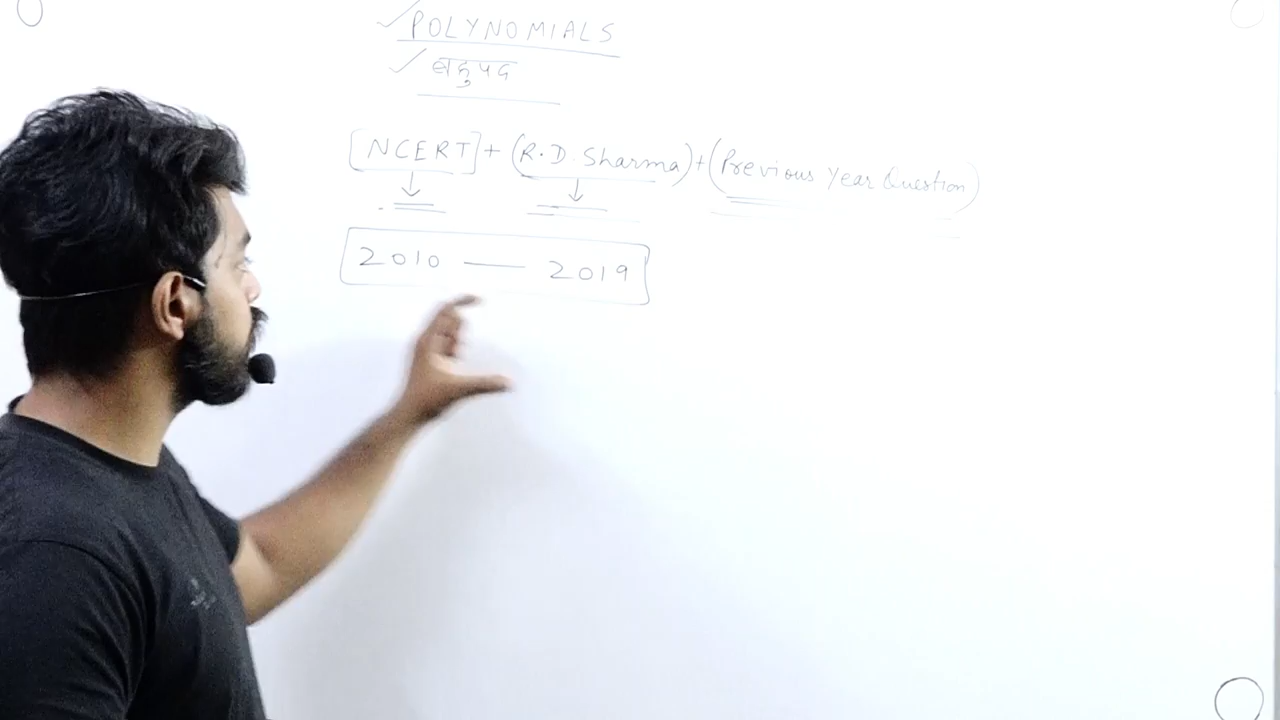 POLYNOMIALS
बहुपद
[NCERT] + (R.D. Sharma) + (Previous Year Question)
2010 — 2019